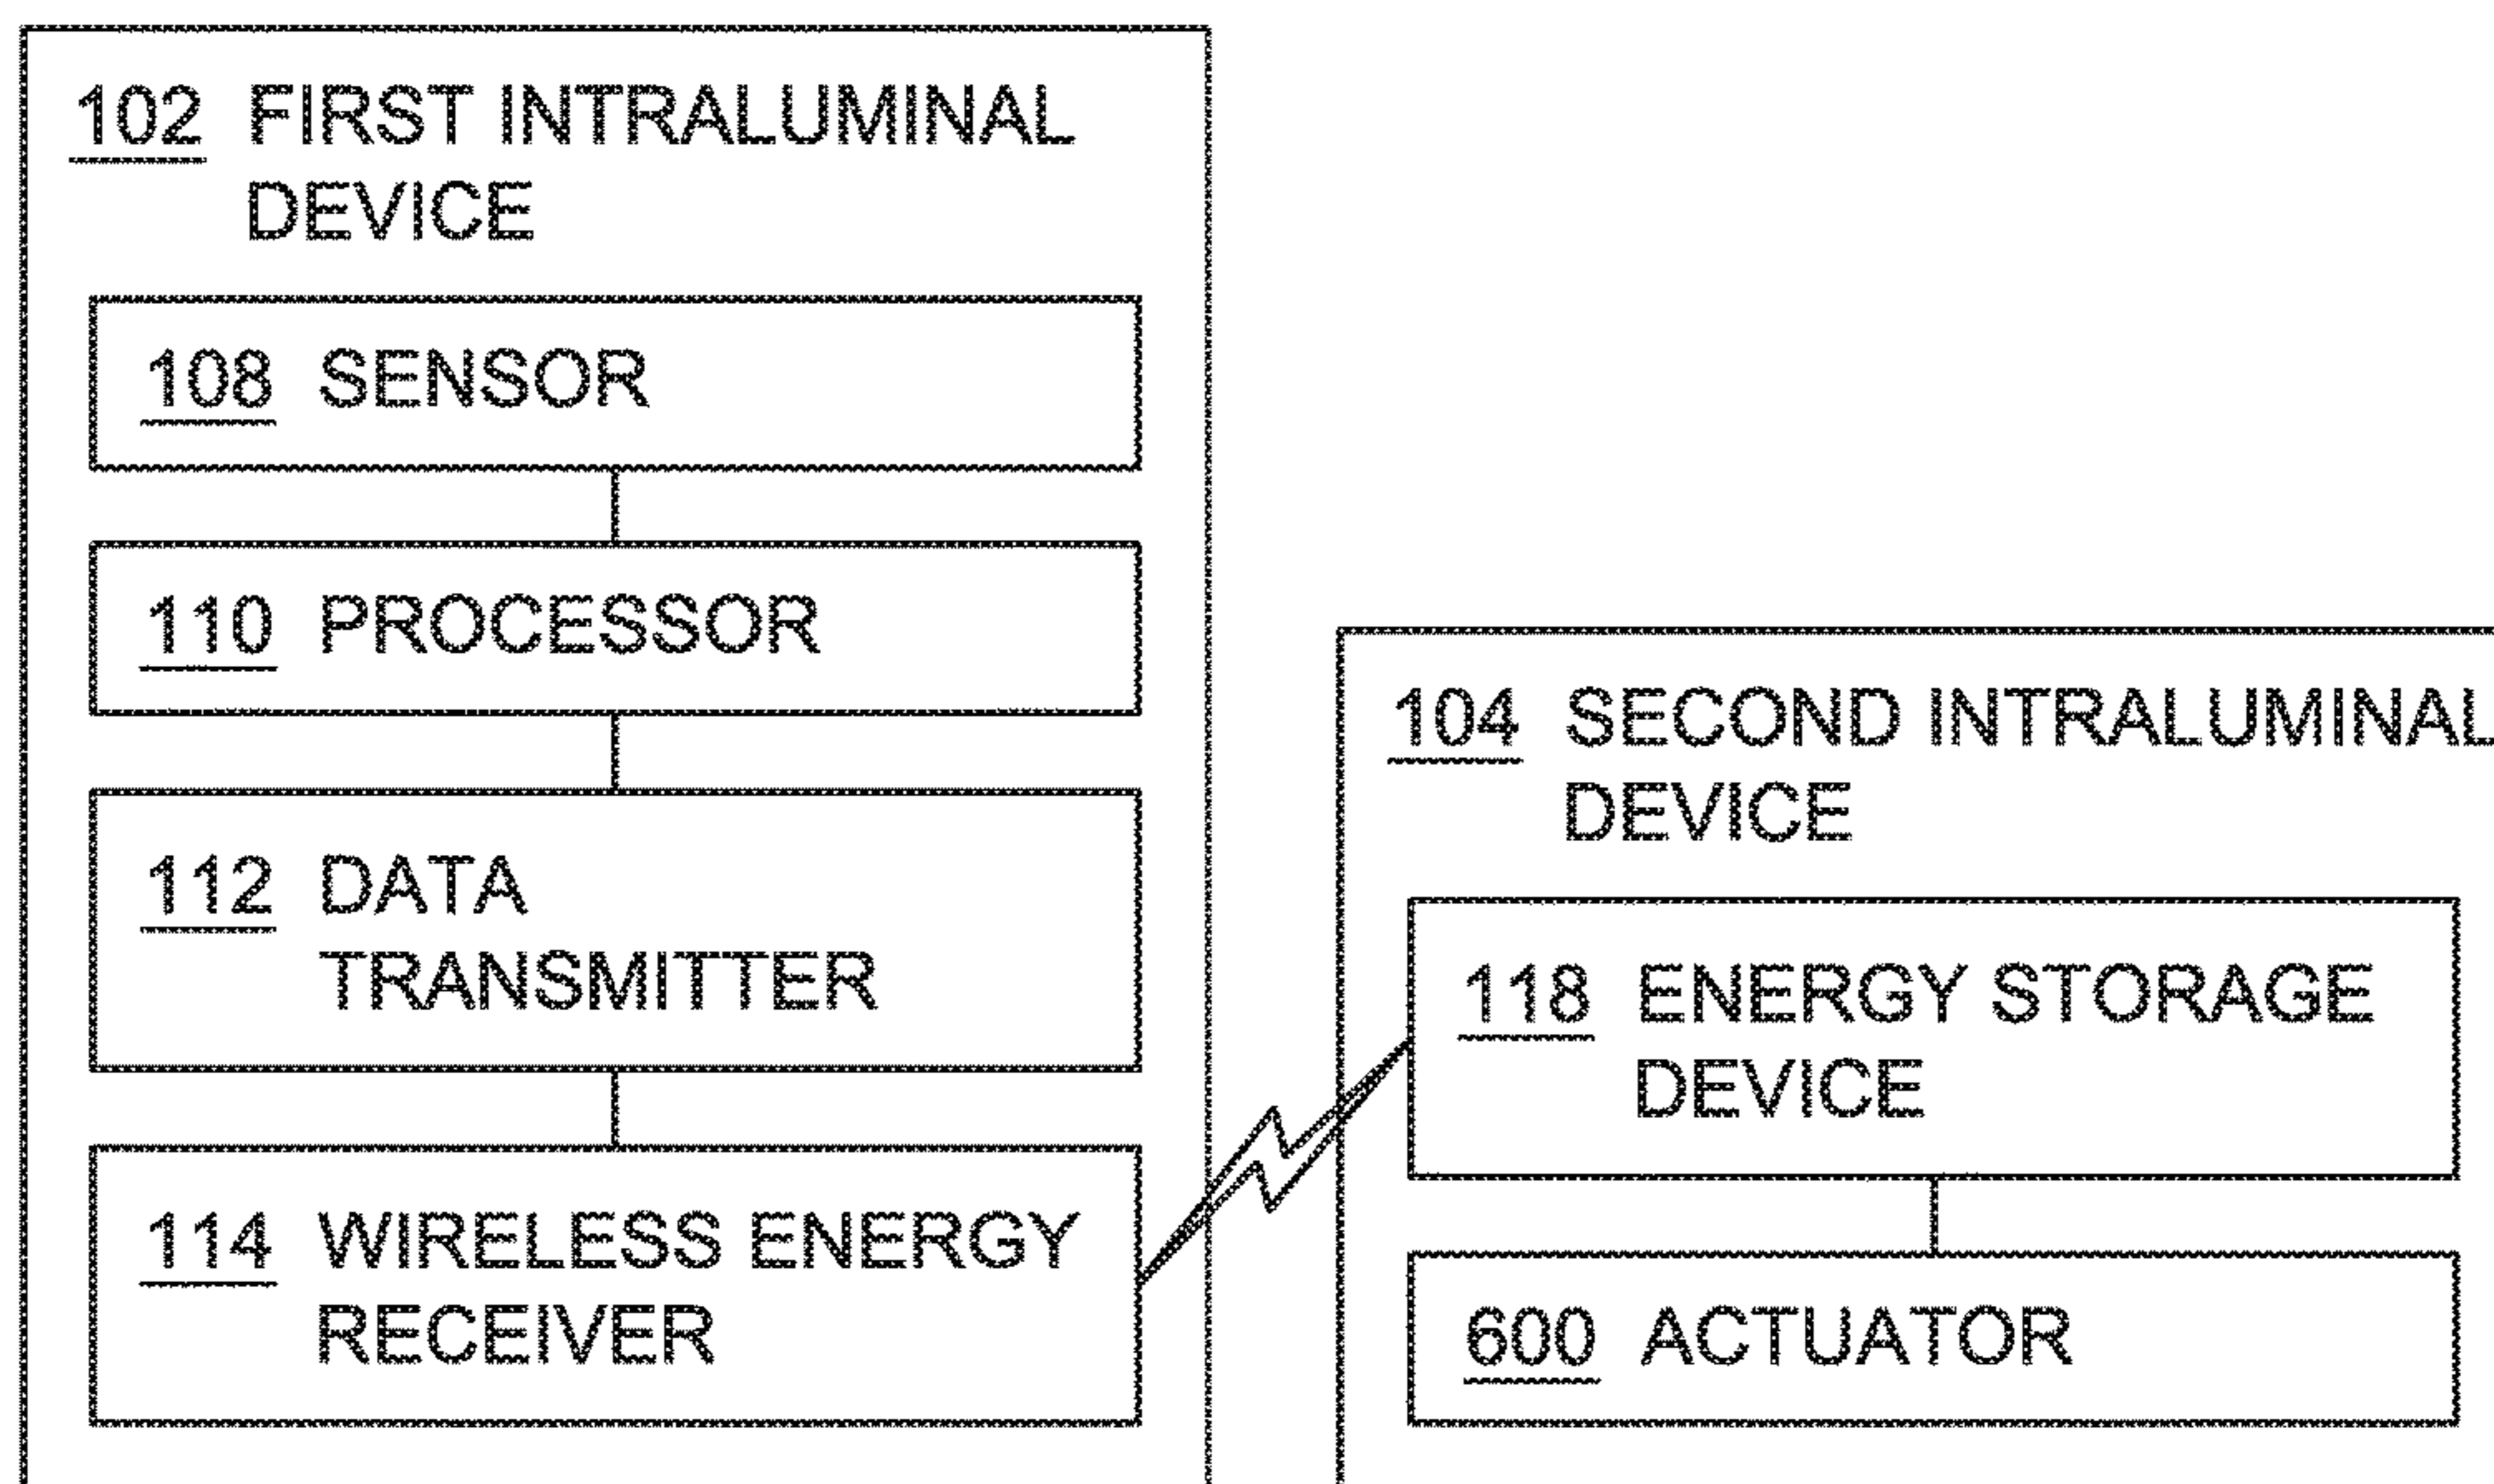 102 FIRST INTRALUMINAL
DEVICE
108 SENSOR
110 PROCESSOR
112 DATA
TRANSMITTER
114 WIRELESS ENERGY
RECEIVER
104 SECOND INTRALUMINAL
DEVICE
118 ENERGY STORAGE
DEVICE
600 ACTUATOR